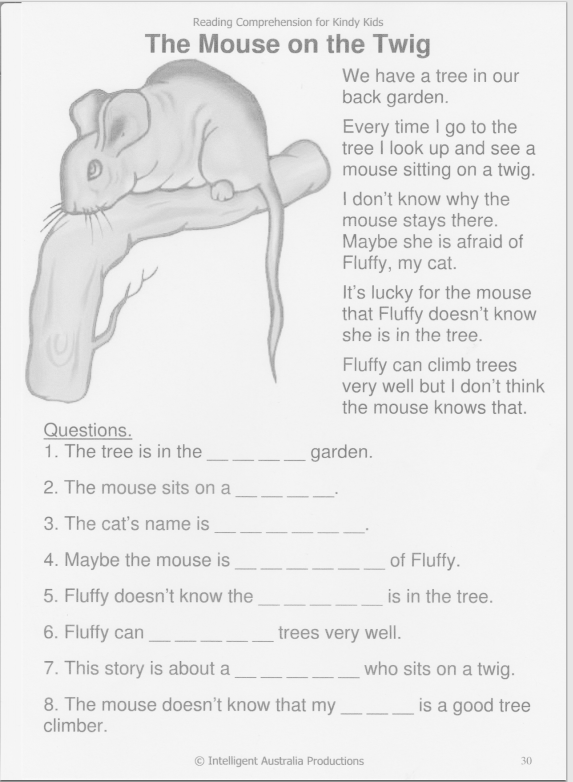 Reading Comprehension for Kindy Kids
The Mouse on the Twig
We have a tree in our
back garden.
Every time I go to the
tree I look up and see a
mouse sitting on a twig.
I don't know why the
mouse stays there.
Maybe she is afraid of
Fluffy, my cat.
It's lucky for the mouse
that Fluffy doesn't know
she is in the tree.
Fluffy can climb trees
very well but I don't think
the mouse knows that.
Questions.
1. The tree is in the __ __ __ __ garden.
2. The mouse sits on a __ __ __ __.
3. The cat's name is __ __ __ __ __ __.
4. Maybe the mouse is __ __ __ __ __ __ of Fluffy.
5. Fluffy doesn't know the __ __ __ __ __ is in the tree.
6. Fluffy can __ __ __ __ __ trees very well.
7. This story is about a __ __ __ __ __ who sits on a twig.
8. The mouse doesn't know that my __ __ __ is a good tree
climber.
© Intelligent Australia Productions
30